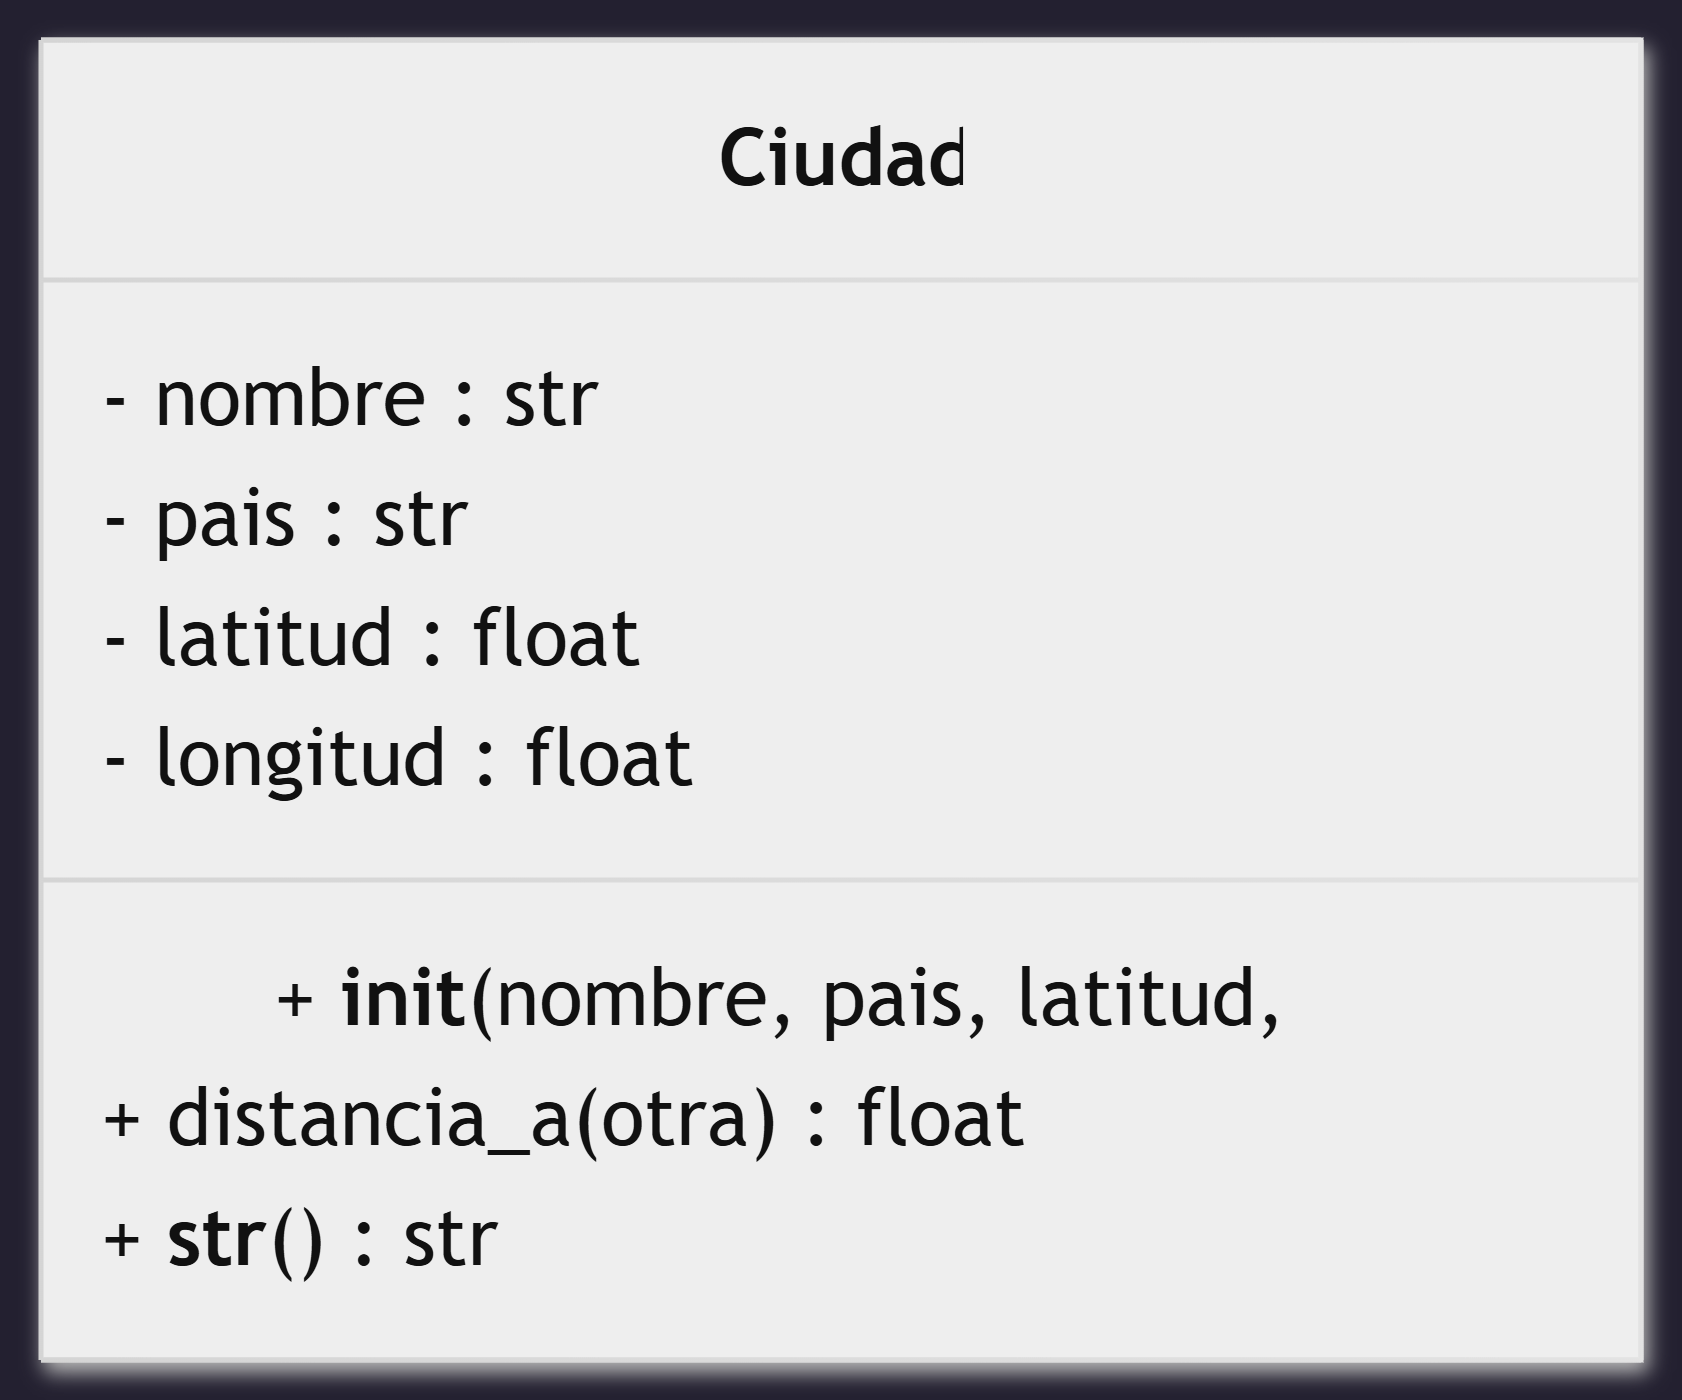 Ciudad
- nombre : str
- pais : str
- latitud : float
- longitud : float
+ init(nombre, pais, latitud,
+ distancia_a(otra) : float
+ str() : str